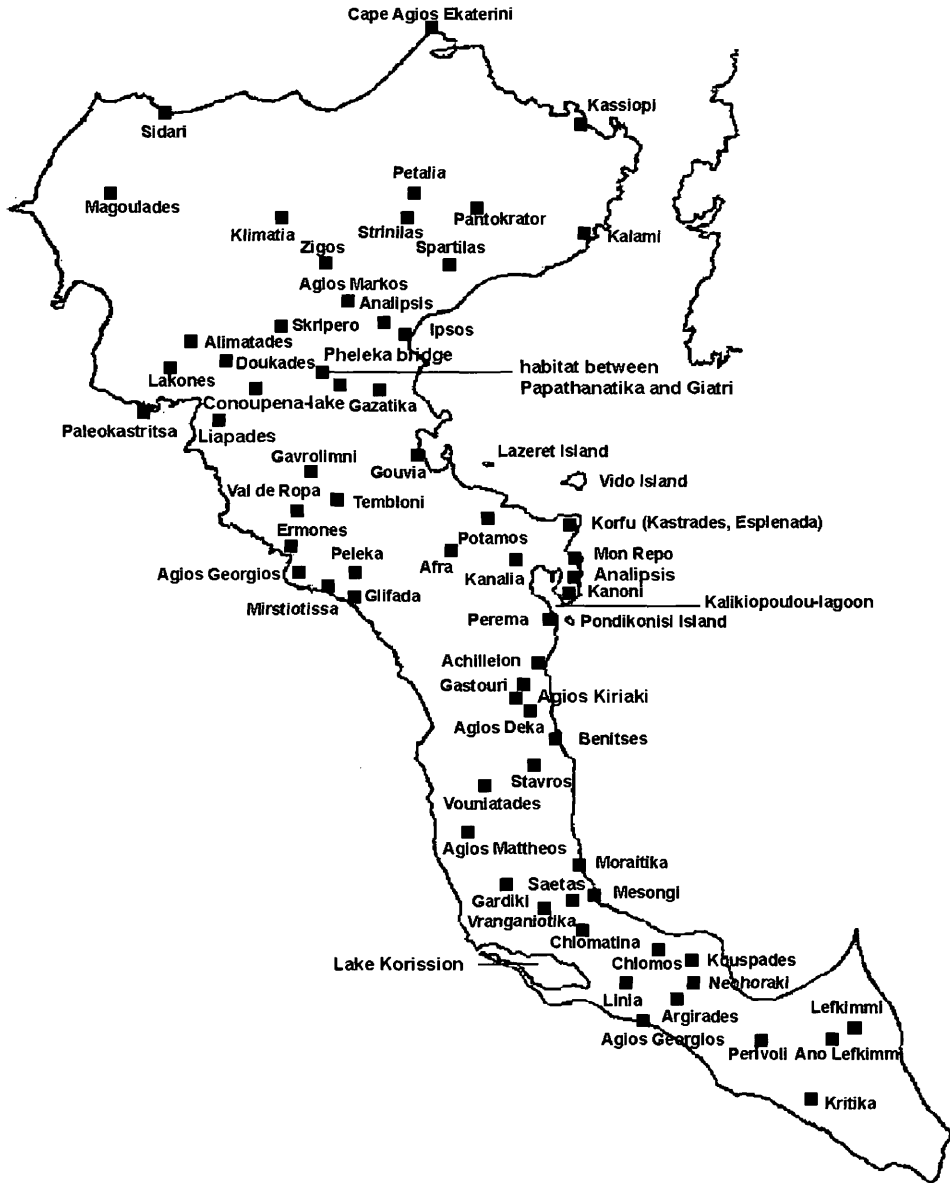 Cape Agios Ekaterini
Kassiopi
Sidari
Petalia
Magoulades
Pantokrator
Klimatia
Strinilas
Kalami
Zigos
Spartilas
Agios Markos
Analipsis
Skripero
Ipsos
Alimatades
Pheleka bridge
Doukades
habitat between
Papathanatika and Giatri
Lakones
Conoupena-lake
Gazatika
Paleokastritsa
Liapades
Gavrolimni
Gouvia
Lazeret Island
Vido Island
Val de Ropa
Tembloni
Korfu (Kastrades, Esplenada)
Ermones
Potamos
Peleka
Afra
Mon Repo
Kanalia
Agios Georgios
Analipsis
Glifada
Kanoni
Mirstiotissa
Kalikiopoulou-lagoon
Perema
Pondikonisi Island
Achilleion
Gastouri
Agios Kiriaki
Agios Deka
Benitses
Stavros
Vouniatades
Agios Mattheos
Moraitika
Saetas
Mesongi
Gardiki
Vranganiotika
Chlomatina
Kouspades
Lake Korission
Chlomos
Neohoraki
Linia
Lefkimmi
Argirades
Agios Georgios
Perivoli
Ano Lefkimm
Kritika